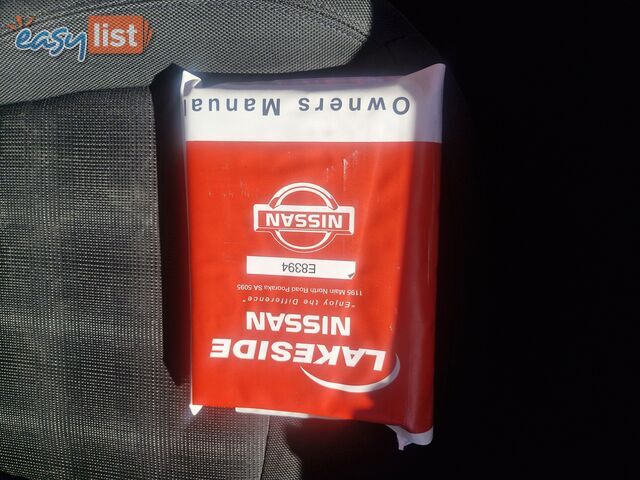 easylist
LAKESIDE
NISSAN
"Enjoy the Difference"
1195 Main North Road Pooraka SA 5095
E8394
NISSAN
Owners Manual